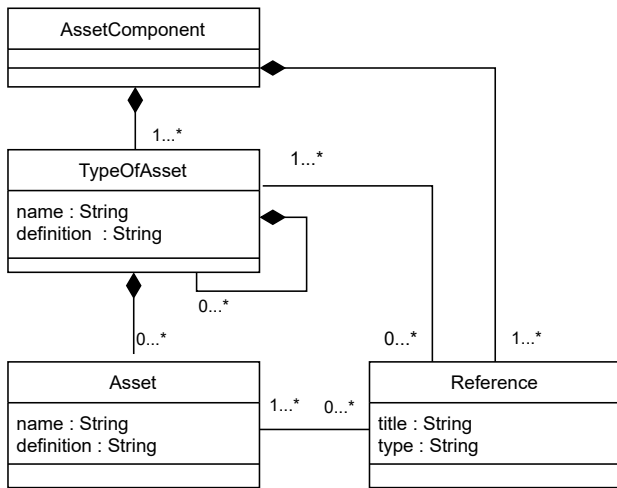 AssetComponent
1...*
TypeOfAsset
1...*
name : String
definition  : String
0...*
0...*
0...*
1...*
Asset
Reference
1...*
0...*
name : String
definition : String
title : String
type : String